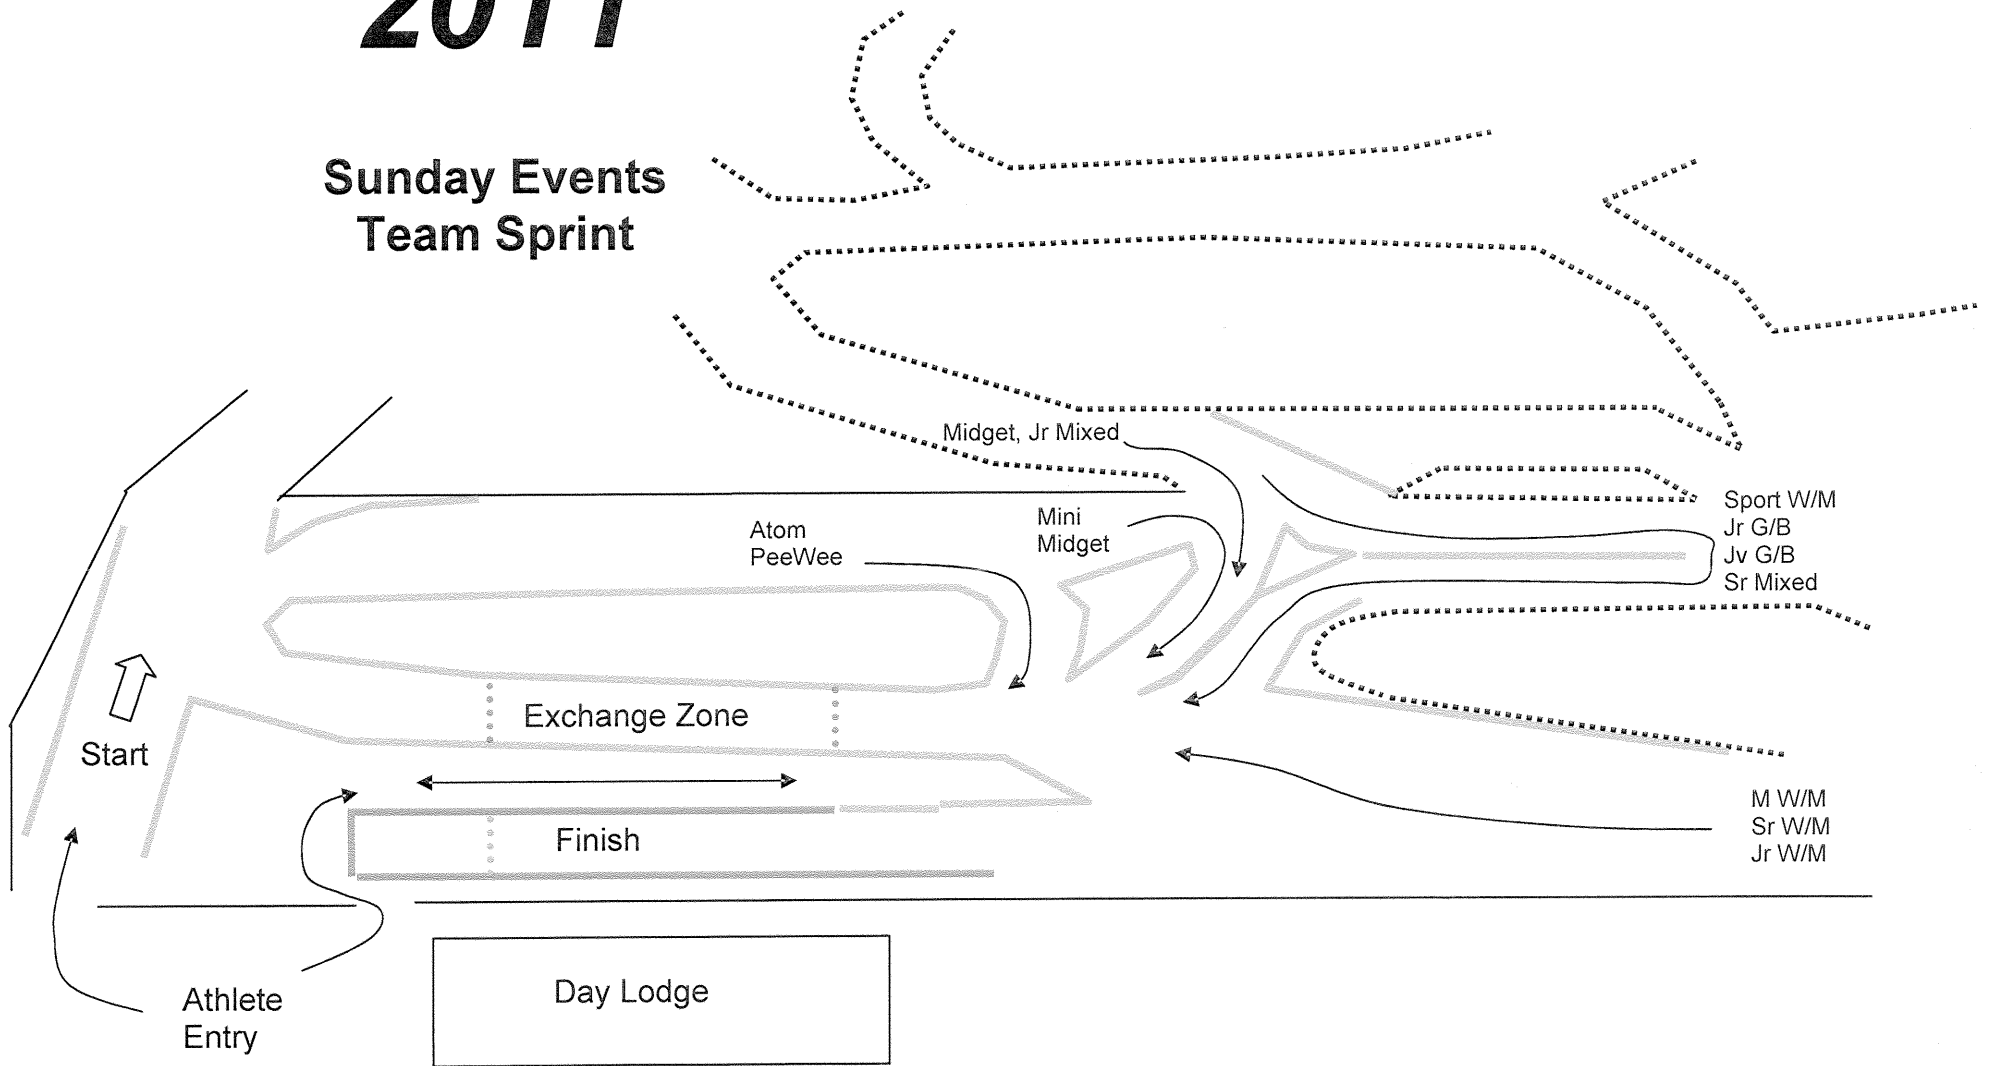 2011
Sunday Events
Team Sprint
Midget, Jr Mixed
Sport W/M
Jr G/B
Jv G/B
Sr Mixed
Atom
PeeWee
Mini
Midget
Exchange Zone
Start
M W/M
Sr W/M
Jr W/M
Finish
Day Lodge
Athlete
Entry